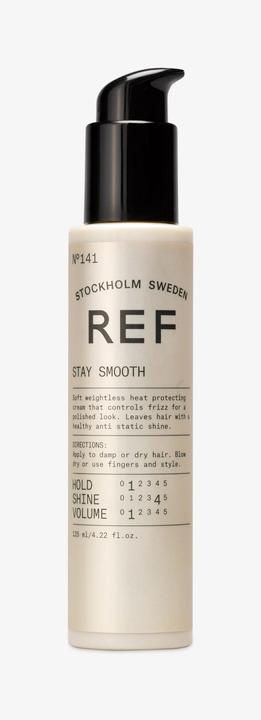 Nº141
STOCKHOLM SWEDEN
REF
STAY SMOOTH
Soft weightless heat protecting
cream that controls frizz for a
polished look. Leaves hair with a
healthy anti static shine.
DIRECTIONS:
Apply to damp or dry hair. Blow
dry or use fingers and style.
HOLD 0 1 2 3 4 5
SHINE 0 1 2 3 4 5
VOLUME 0 1 2 3 4 5
125 ml/4.22 fl.oz.